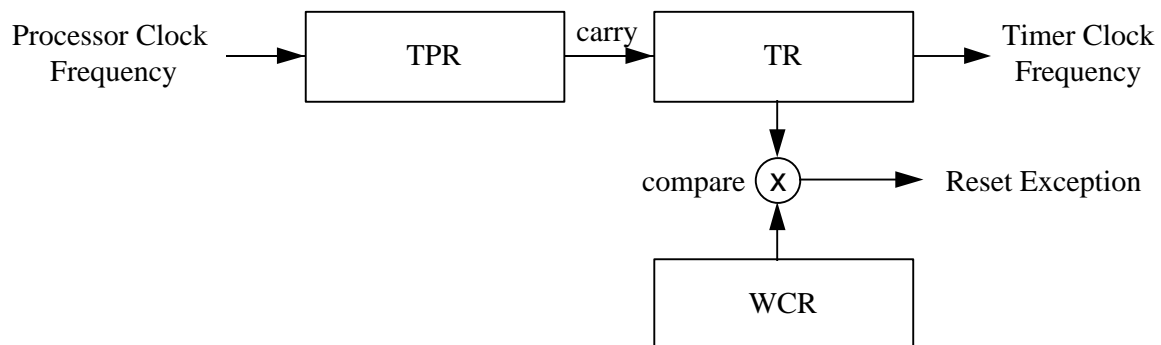 Processor Clock
Frequency
TPR
carry
TR
Timer Clock
Frequency
compare
X
Reset Exception
WCR